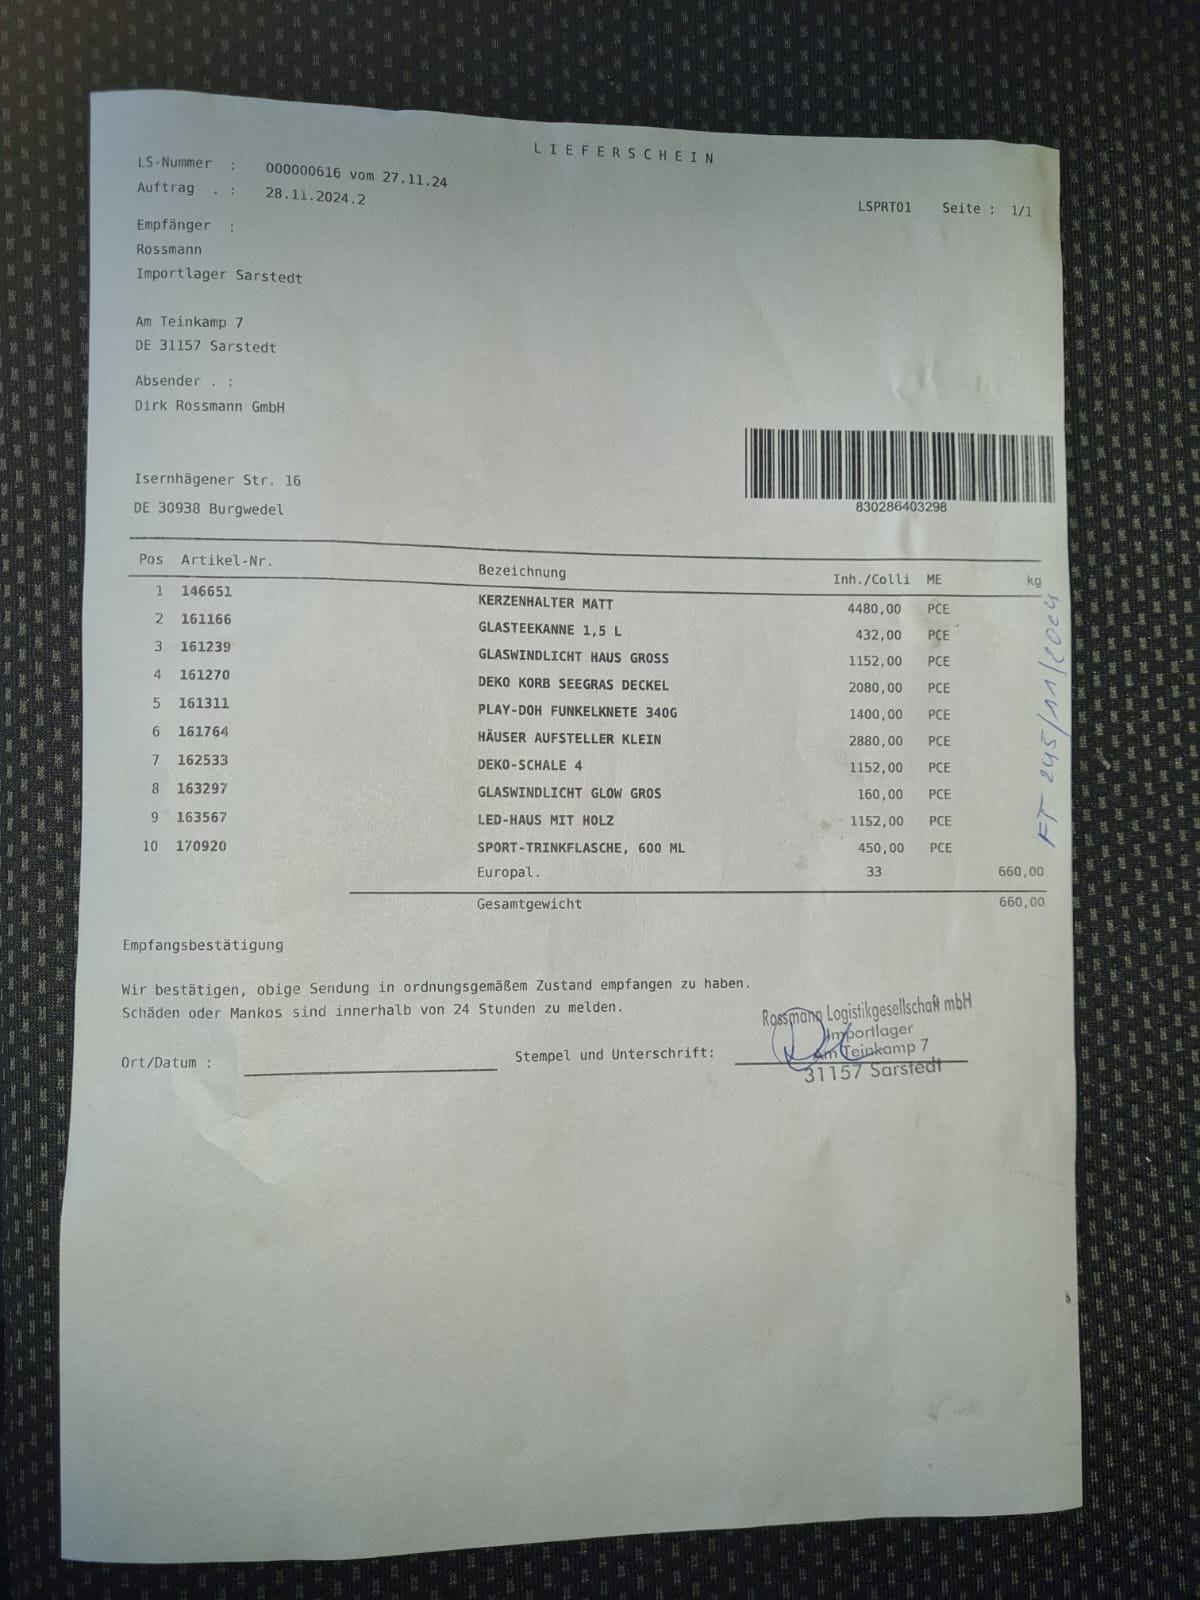 LIEFERSCHEIN
LS-Nummer : 000000616 vom 27.11.24
Auftrag . : 28.11.2024.2
LSPRT01 Seite : 1/1
Empfänger :
Rossmann
Importlager Sarstedt
Am Teinkamp 7
DE 31157 Sarstedt
Absender . :
Dirk Rossmann GmbH
Isernhägener Str. 16
DE 30938 Burgwedel
830286403298
Pos Artikel-Nr. Bezeichnung Inh./Colli ME kg
1 146651 KERZENHALTER MATT 4480,00 PCE
2 161166 GLASTEEKANNE 1,5 L 432,00 PCE
3 161239 GLASWINDLICHT HAUS GROSS 1152,00 PCE
4 161270 DEKO KORB SEEGRAS DECKEL 2080,00 PCE
5 161311 PLAY-DOH FUNKELKNETE 340G 1400,00 PCE
6 161764 HÄUSER AUFSTELLER KLEIN 2880,00 PCE
7 162533 DEKO-SCHALE 4 1152,00 PCE
8 163297 GLASWINDLICHT GLOW GROS 160,00 PCE
9 163567 LED-HAUS MIT HOLZ 1152,00 PCE
10 170920 SPORT-TRINKFLASCHE, 600 ML 450,00 PCE
Europal. 33 660,00
Gesamtgewicht 660,00
FT 245/11/2024
Empfangsbestätigung
Wir bestätigen, obige Sendung in ordnungsgemäßem Zustand empfangen zu haben.
Schäden oder Mankos sind innerhalb von 24 Stunden zu melden.
Ort/Datum :
Stempel und Unterschrift:
Rossmann Logistikgesellschaft mbH
Importlager
Am Teinkamp 7
31157 Sarstedt